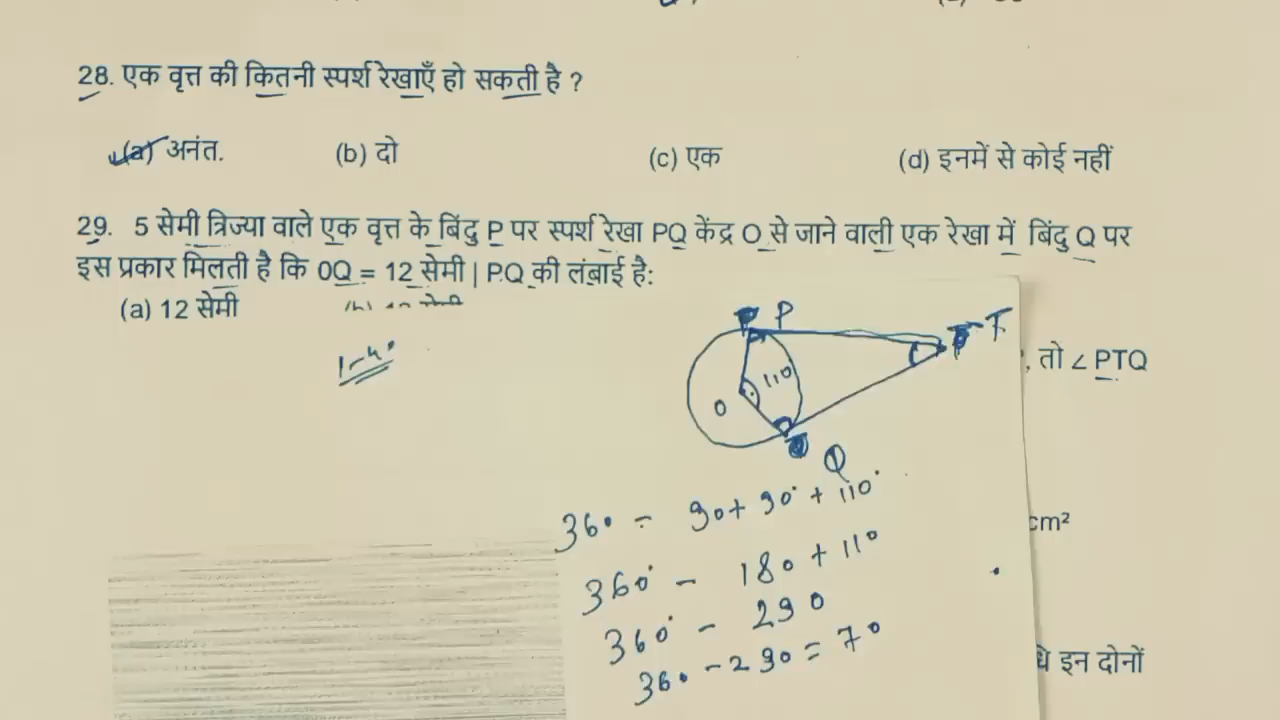 28. एक वृत्त की कितनी स्पर्श रेखाएँ हो सकती है ?
(a) अनंत. (b) दो (c) एक (d) इनमें से कोई नहीं
29. 5 सेमी त्रिज्या वाले एक वृत्त के बिंदु P पर स्पर्श रेखा PQ केंद्र O से जाने वाली एक रेखा में बिंदु Q पर
इस प्रकार मिलती है कि OQ = 12 सेमी | PQ की लंबाई है:
(a) 12 सेमी
P
T
, तो ∠ PTQ
110
O
Q
360 - 90+ 90° + 110°
cm²
360° - 180 + 110
360° - 290
360 - 290 = 70
इन दोनों